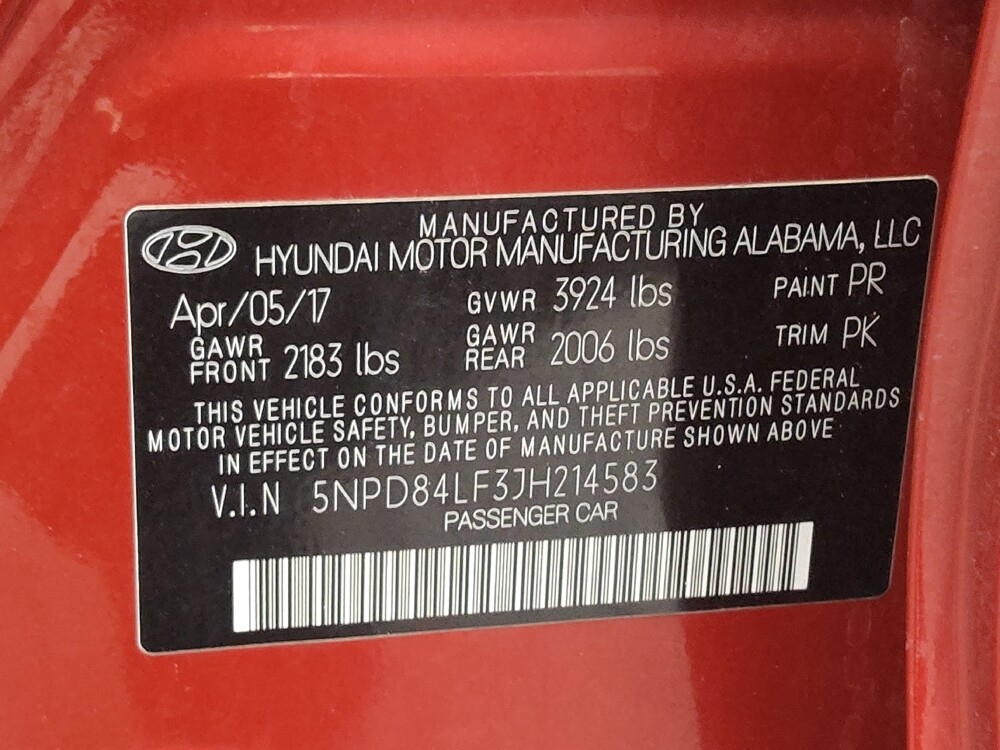 MANUFACTURED BY
HYUNDAI MOTOR MANUFACTURING ALABAMA, LLC
Apr/05/17 GVWR 3924 lbs PAINT PR
GAWR FRONT 2183 lbs GAWR REAR 2006 lbs TRIM PK
THIS VEHICLE CONFORMS TO ALL APPLICABLE U.S.A. FEDERAL
MOTOR VEHICLE SAFETY, BUMPER, AND THEFT PREVENTION STANDARDS
IN EFFECT ON THE DATE OF MANUFACTURE SHOWN ABOVE
V.I.N 5NPD84LF3JH214583
PASSENGER CAR